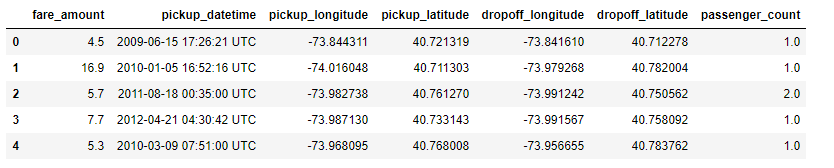 fare_amount pickup_datetime pickup_longitude pickup_latitude dropoff_longitude dropoff_latitude passenger_count
0 4.5 2009-06-15 17:26:21 UTC -73.844311 40.721319 -73.841610 40.712278 1.0
1 16.9 2010-01-05 16:52:16 UTC -74.016048 40.711303 -73.979268 40.782004 1.0
2 5.7 2011-08-18 00:35:00 UTC -73.982738 40.761270 -73.991242 40.750562 2.0
3 7.7 2012-04-21 04:30:42 UTC -73.987130 40.733143 -73.991567 40.758092 1.0
4 5.3 2010-03-09 07:51:00 UTC -73.968095 40.768008 -73.956655 40.783762 1.0